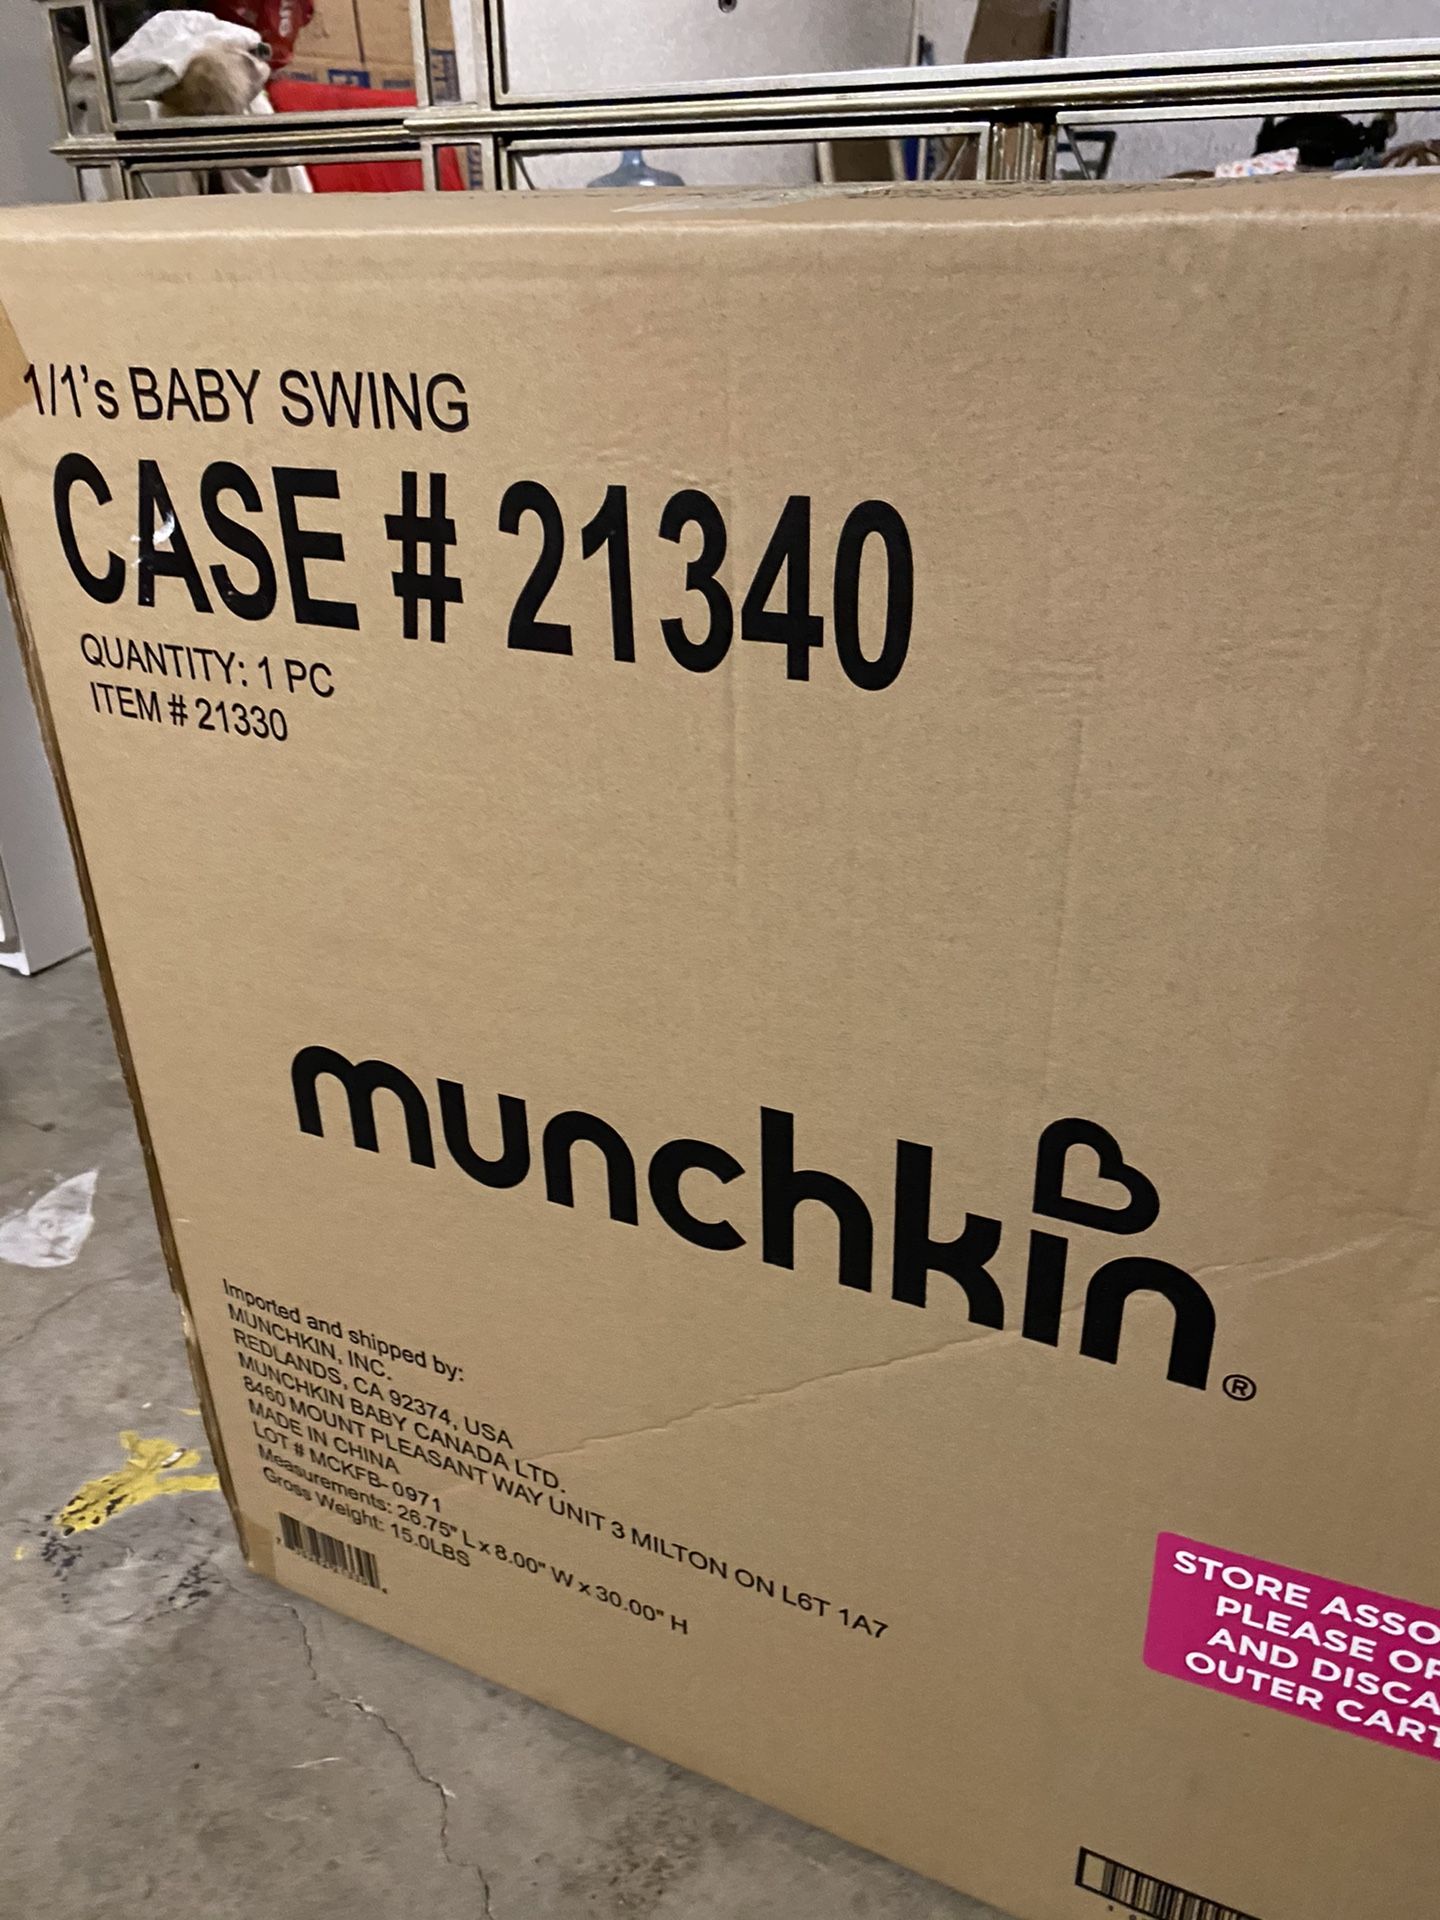 1/1's BABY SWING
CASE # 21340
QUANTITY: 1 PC
ITEM # 21330
munchkin®
Imported and shipped by:
MUNCHKIN, INC.
REDLANDS, CA 92374, USA
MUNCHKIN BABY CANADA LTD.
8460 MOUNT PLEASANT WAY UNIT 3 MILTON ON L6T 1A7
MADE IN CHINA
LOT # MCKFB-0971
Measurements: 26.75" L x 8.00" W x 30.00" H
Gross Weight: 15.0LBS
STORE ASSO
PLEASE OP
AND DISCA
OUTER CART